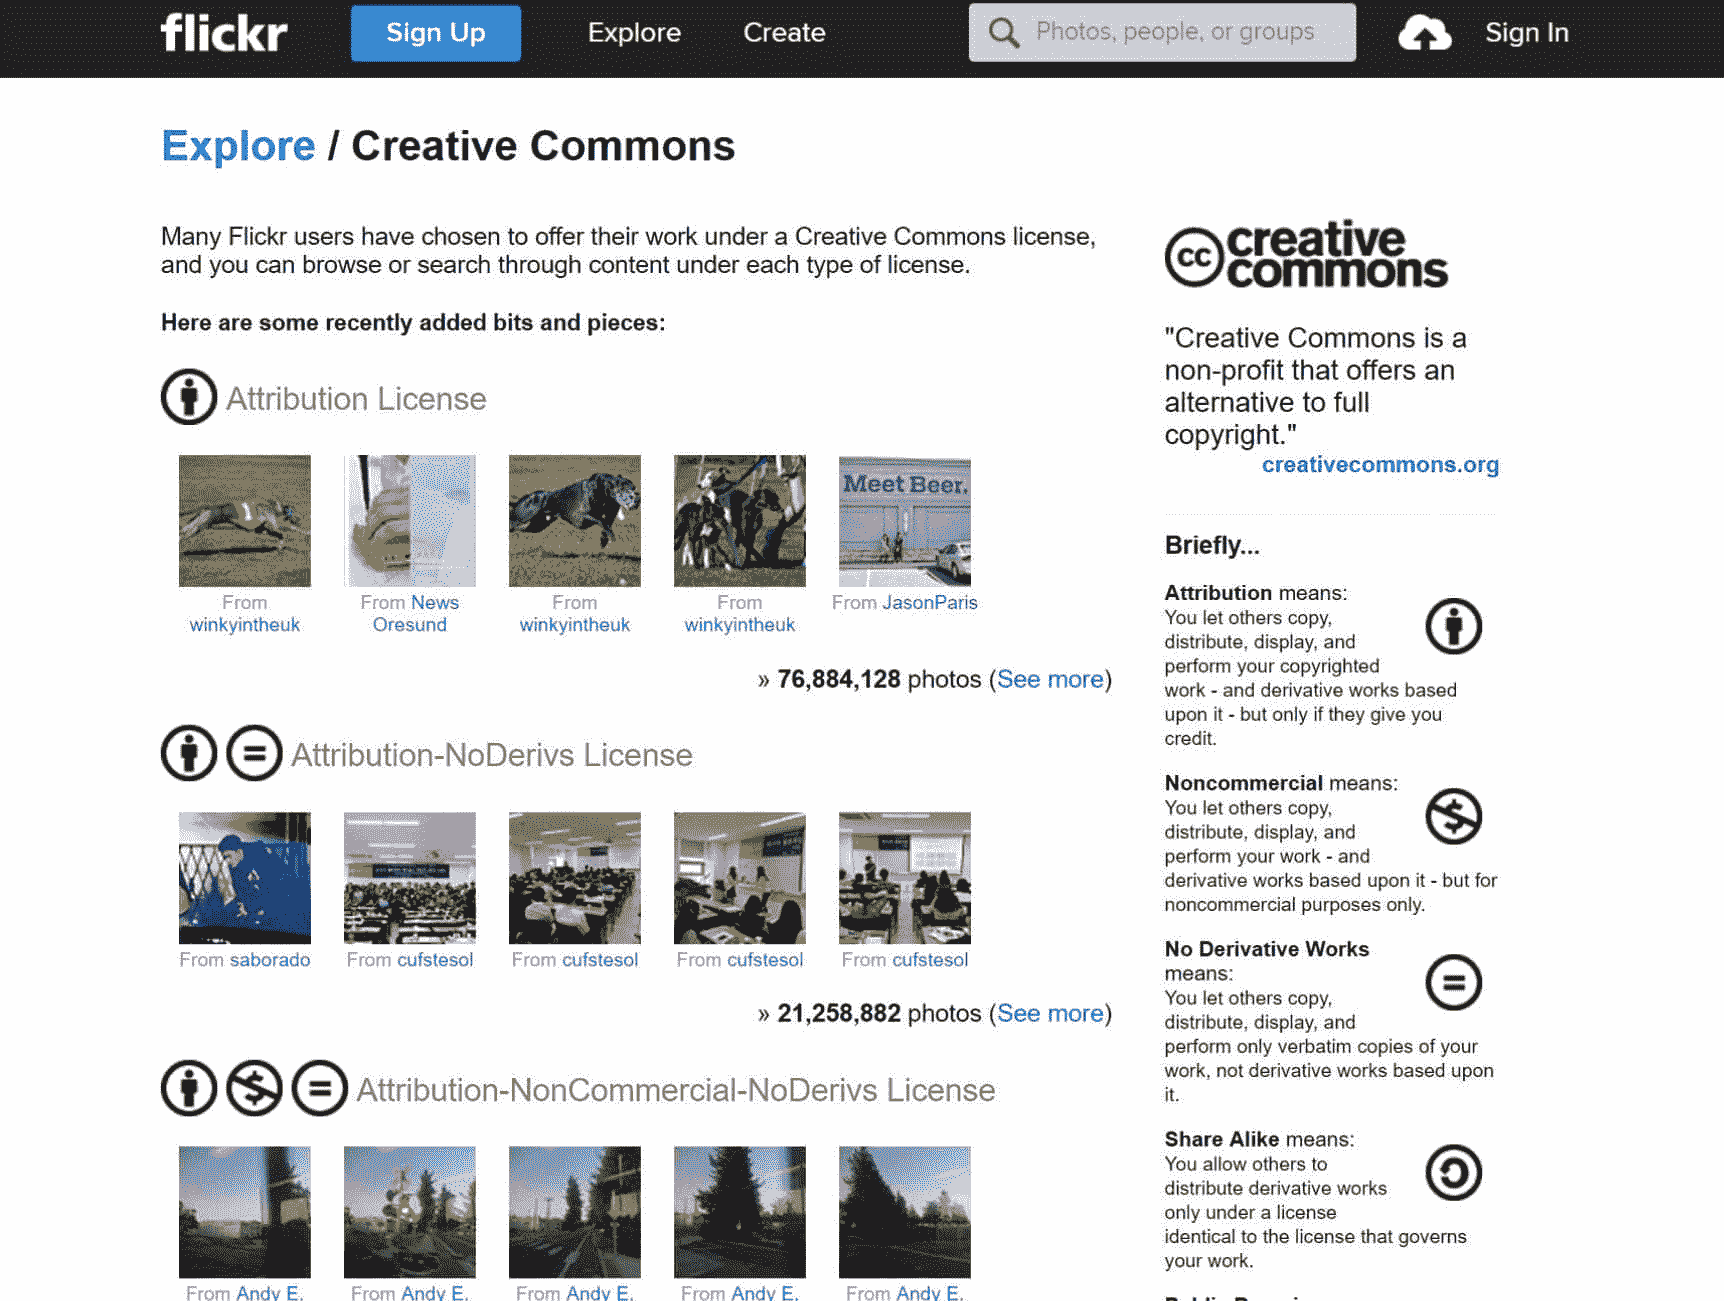 flickr
Sign Up
Explore
Create
Photos, people, or groups
Sign In
Explore / Creative Commons
Many Flickr users have chosen to offer their work under a Creative Commons license,
and you can browse or search through content under each type of license.
Here are some recently added bits and pieces:
Attribution License
Meet Beer.
From
winkyintheuk
From News
Oresund
From
winkyintheuk
From
winkyintheuk
From JasonParis
» 76,884,128 photos (See more)
Attribution-NoDerivs License
From saborado
From cufstesol
From cufstesol
From cufstesol
From cufstesol
» 21,258,882 photos (See more)
Attribution-NonCommercial-NoDerivs License
From Andy E.
From Andy E.
From Andy E.
From Andy E.
From Andy E.
cc creative
commons
"Creative Commons is a
non-profit that offers an
alternative to full
copyright."
creativecommons.org
Briefly...
Attribution means:
You let others copy,
distribute, display, and
perform your copyrighted
work - and derivative works based
upon it - but only if they give you
credit.
Noncommercial means:
You let others copy,
distribute, display, and
perform your work - and
derivative works based upon it - but for
noncommercial purposes only.
No Derivative Works
means:
You let others copy,
distribute, display, and
perform only verbatim copies of your
work, not derivative works based upon
it.
Share Alike means:
You allow others to
distribute derivative works
only under a license
identical to the license that governs
your work.